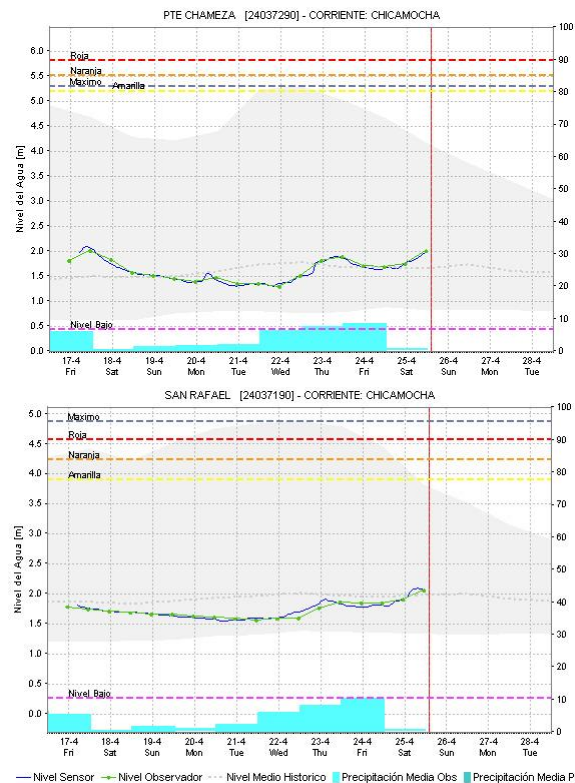 PTE CHAMEZA [24037290] - CORRIENTE: CHICAMOCHA
100
6.0
Roja
90
5.5
Naranja
Maximo
Amarilla
80
5.0
4.5
70
4.0
60
3.5
Nivel del Agua [m]
50
3.0
2.5
40
2.0
30
1.5
20
1.0
0.5
Nivel Bajo
10
0.0
0
17-4 18-4 19-4 20-4 21-4 22-4 23-4 24-4 25-4 26-4 27-4 28-4
Fri Sat Sun Mon Tue Wed Thu Fri Sat Sun Mon Tue
SAN RAFAEL [24037190] - CORRIENTE: CHICAMOCHA
5.0
Maximo
100
4.5
Roja
90
Naranja
4.0
Amarilla
80
3.5
70
3.0
60
2.5
Nivel del Agua [m]
50
2.0
40
1.5
30
1.0
20
0.5
Nivel Bajo
10
0.0
0
17-4 18-4 19-4 20-4 21-4 22-4 23-4 24-4 25-4 26-4 27-4 28-4
Fri Sat Sun Mon Tue Wed Thu Fri Sat Sun Mon Tue
Nivel Sensor Nivel Observador Nivel Medio Historico Precipitación Media Obs Precipitación Media P